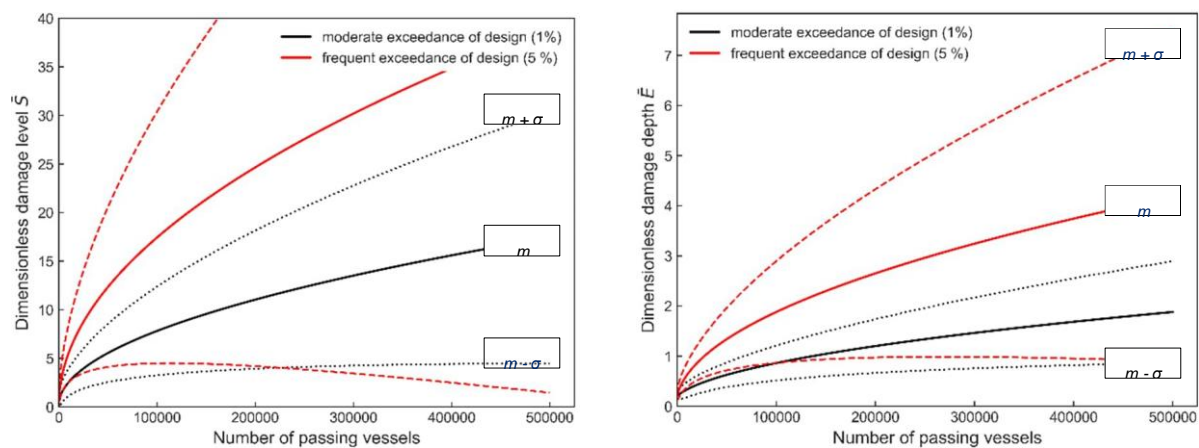 40
35
30
25
20
15
10
5
0
Dimensionless damage level S̄
moderate exceedance of design (1%)
frequent exceedance of design (5 %)
m + σ
m
m - σ
0
100000
200000
300000
400000
500000
Number of passing vessels
7
6
5
4
3
2
1
0
Dimensionless damage depth Ē
moderate exceedance of design (1%)
frequent exceedance of design (5 %)
m + σ
m
m - σ
0
100000
200000
300000
400000
500000
Number of passing vessels